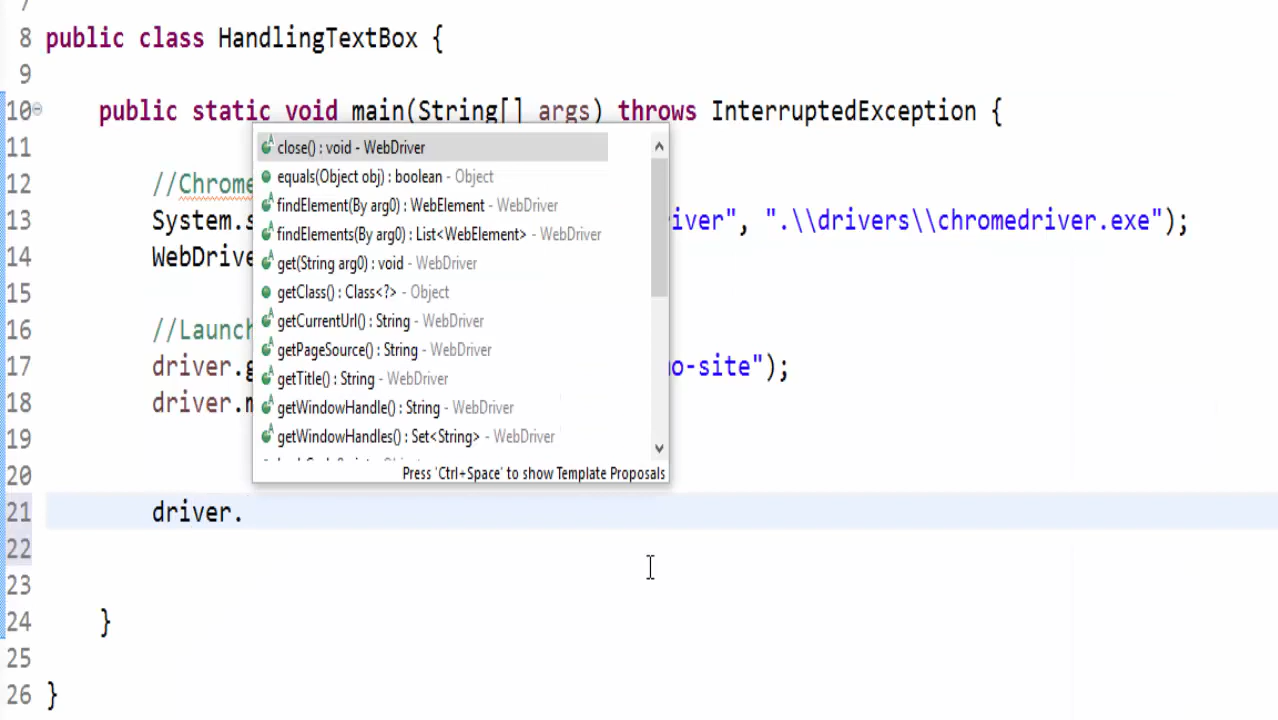 7
8 public class HandlingTextBox {
9
10 public static void main(String[] args) throws InterruptedException {
11
12 //Chrome
13 System.s river", ".\\drivers\\chromedriver.exe");
14 WebDrive
15
16 //Launch
17 driver.g o-site");
18 driver.m
19
20
21 driver.
22
23
24 }
25
26 }
close() : void - WebDriver
equals(Object obj) : boolean - Object
findElement(By arg0) : WebElement - WebDriver
findElements(By arg0) : List<WebElement> - WebDriver
get(String arg0) : void - WebDriver
getClass() : Class<?> - Object
getCurrentUrl() : String - WebDriver
getPageSource() : String - WebDriver
getTitle() : String - WebDriver
getWindowHandle() : String - WebDriver
getWindowHandles() : Set<String> - WebDriver
Press 'Ctrl+Space' to show Template Proposals